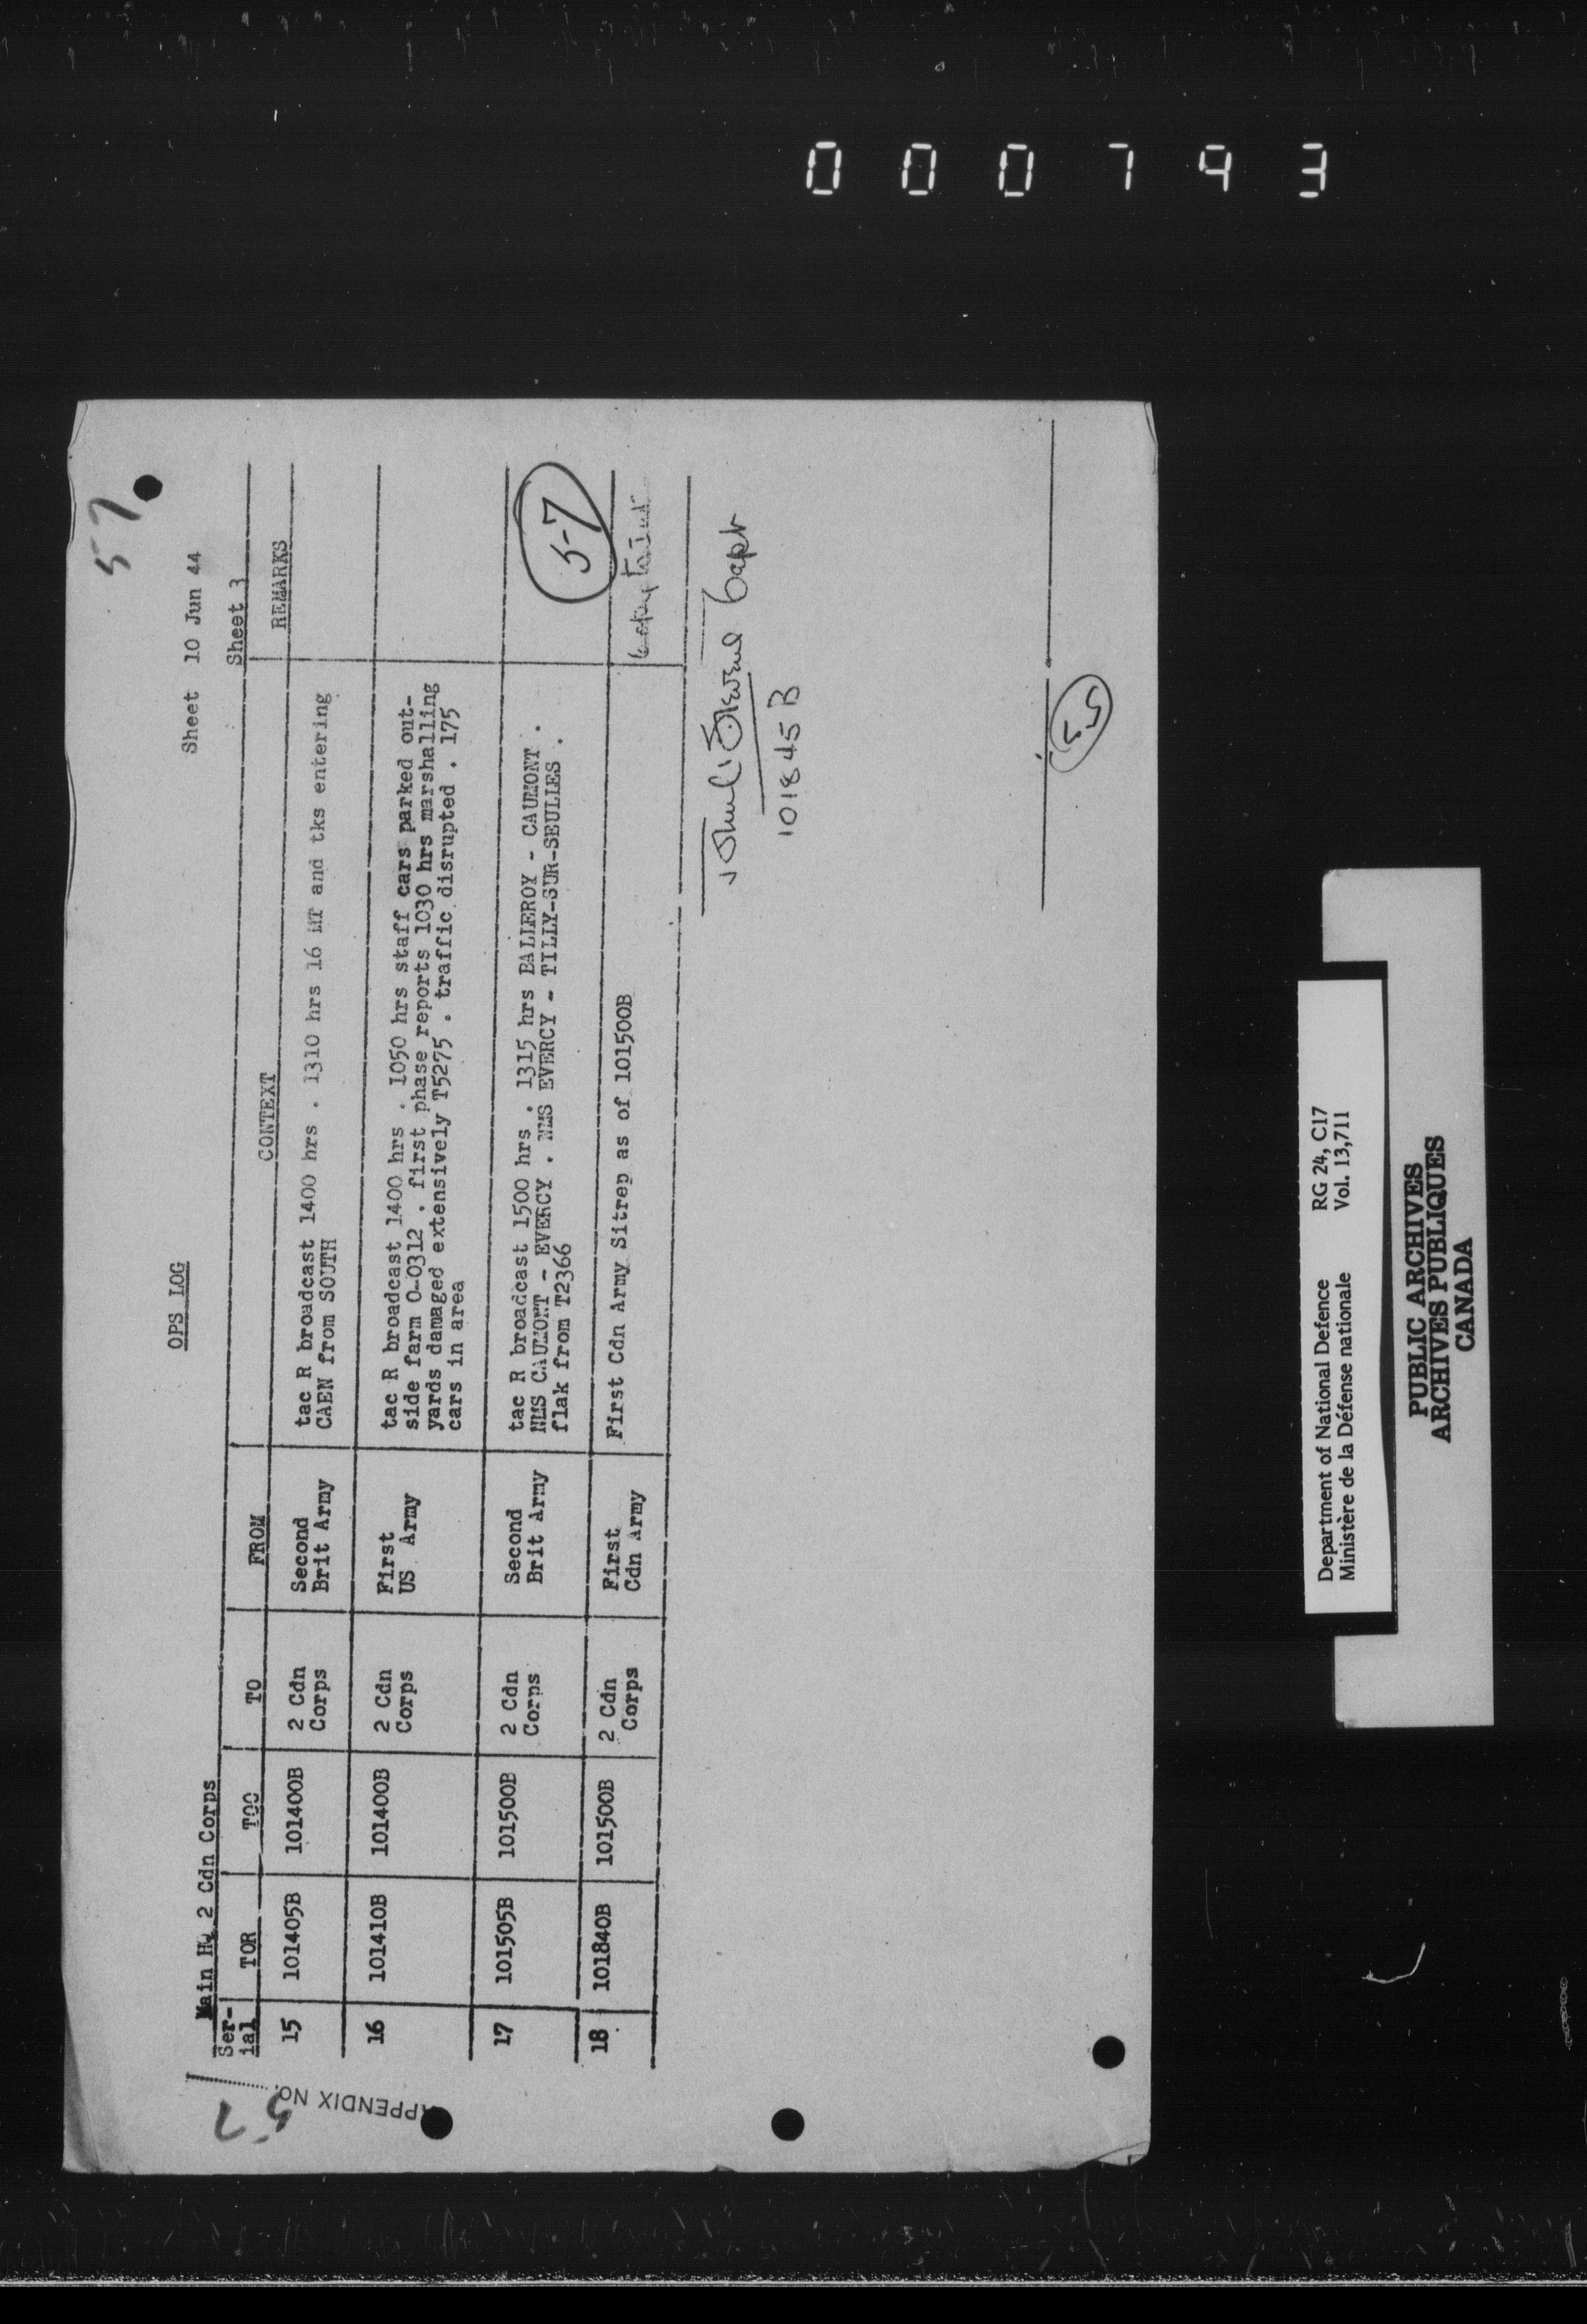 000793
57
OPS LOG
Sheet 10 Jun 44
Main HQ 2 Cdn Corps
Sheet 3
Ser-
ial TOR TOO TO FROM CONTEXT REMARKS
15 101405B 101400B 2 Cdn Corps Second Brit Army tac R broadcast 1400 hrs . 1310 hrs 16 MT and tks entering
CAEN from SOUTH
16 101410B 101400B 2 Cdn Corps First US Army tac R broadcast 1400 hrs . 1050 hrs staff cars parked out-
side farm O-0312 . first phase reports 1030 hrs marshalling
yards damaged extensively T5275 . traffic disrupted . 175
cars in area
17 101505B 101500B 2 Cdn Corps Second Brit Army tac R broadcast 1500 hrs . 1315 hrs BALLEROY - CAUMONT .
NMS CAUMONT - EVERCY . NMS EVERCY - TILLY-SUR-SEULLES .
flak from T2366
57
18 101840B 101500B 2 Cdn Corps First Cdn Army First Cdn Army Sitrep as of 101500B
Capt
101845B
57
APPENDIX NO.
57
Department of National Defence RG 24, C17
Ministère de la Défense nationale Vol. 13,711
PUBLIC ARCHIVES
ARCHIVES PUBLIQUES
CANADA